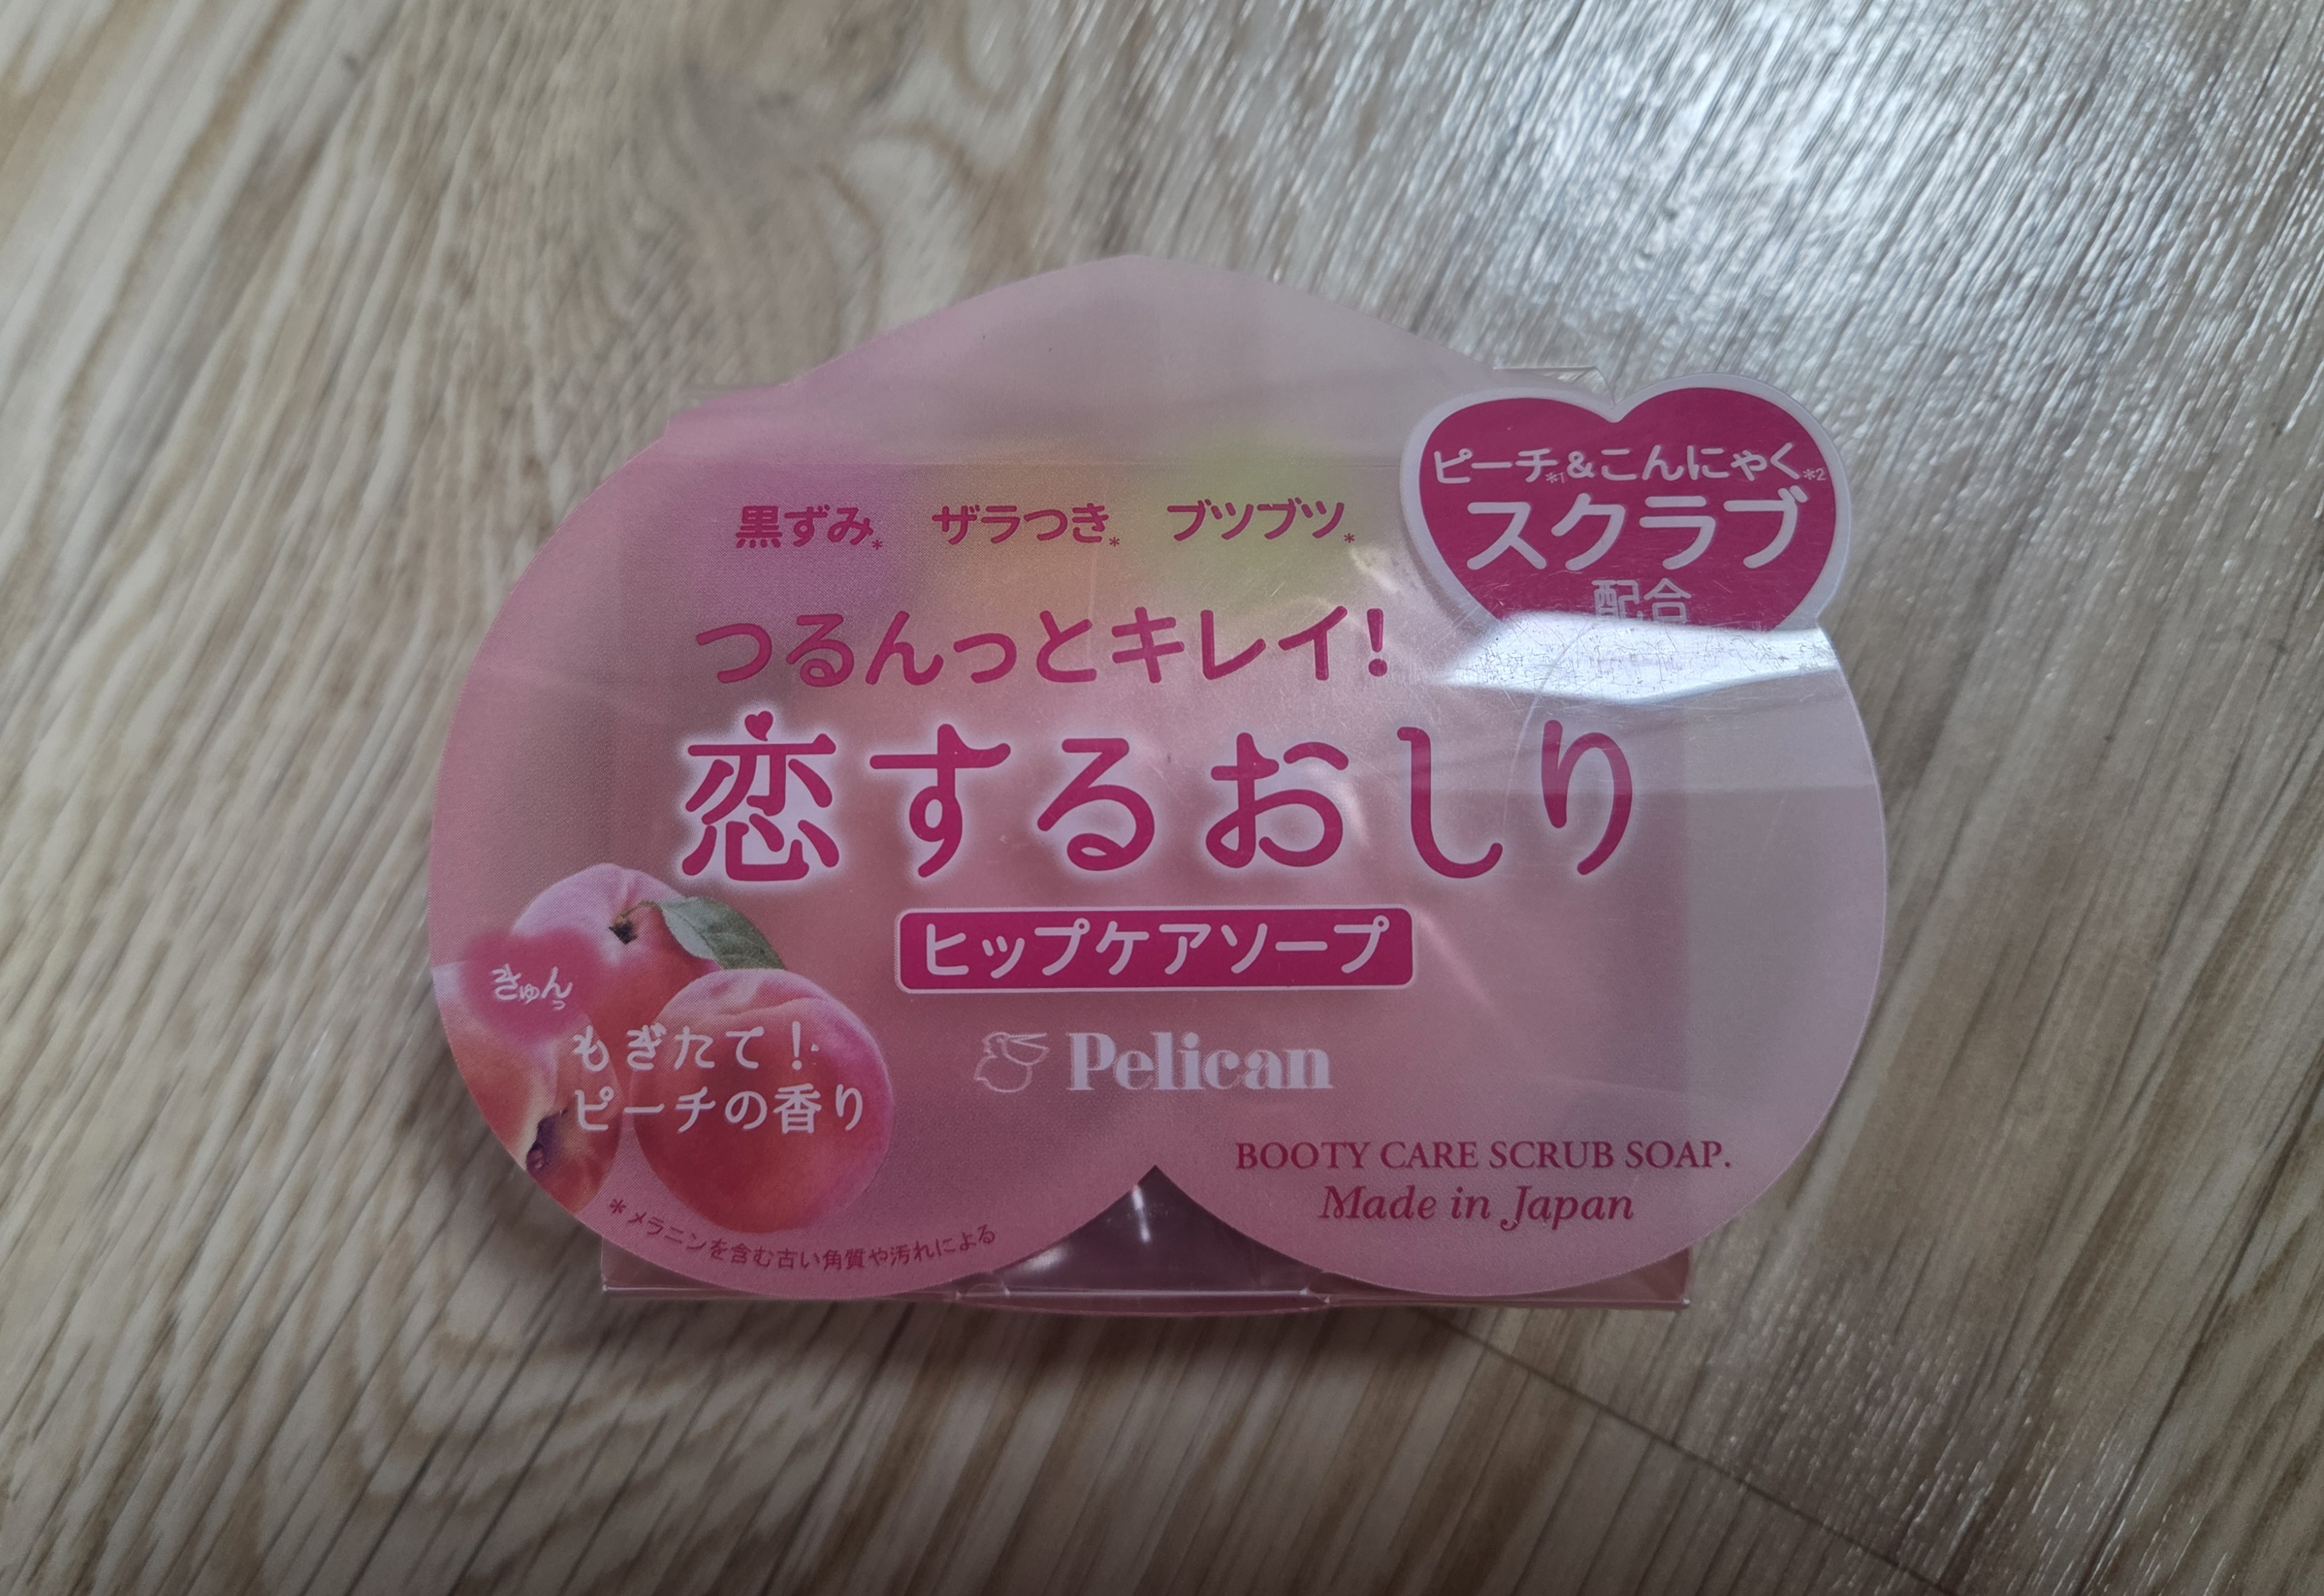 ピーチ*1&こんにゃく*2
スクラブ
配合
黒ずみ* ザラつき* ブツブツ*
つるんっとキレイ!
恋するおしり
ヒップケアソープ
きゅんっ
もぎたて!
ピーチの香り
Pelican
BOOTY CARE SCRUB SOAP.
Made in Japan
*メラニンを含む古い角質や汚れによる